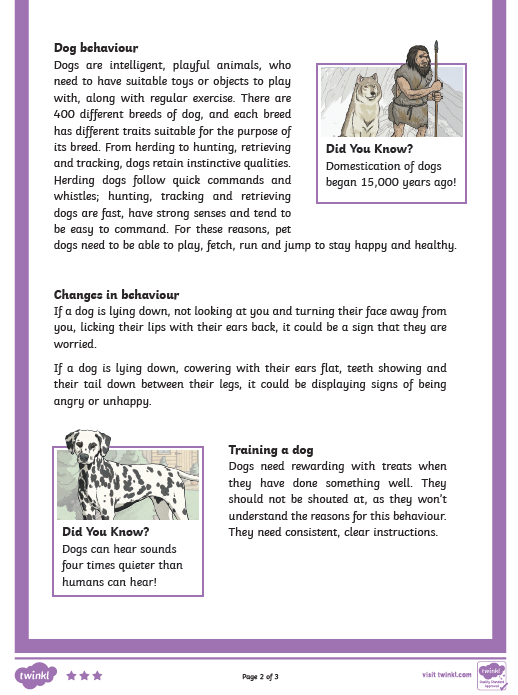 Dog behaviour
Dogs are intelligent, playful animals, who
need to have suitable toys or objects to play
with, along with regular exercise. There are
400 different breeds of dog, and each breed
has different traits suitable for the purpose of
its breed. From herding to hunting, retrieving
and tracking, dogs retain instinctive qualities.
Herding dogs follow quick commands and
whistles; hunting, tracking and retrieving
dogs are fast, have strong senses and tend to
be easy to command. For these reasons, pet
dogs need to be able to play, fetch, run and jump to stay happy and healthy.
Did You Know?
Domestication of dogs
began 15,000 years ago!
Changes in behaviour
If a dog is lying down, not looking at you and turning their face away from
you, licking their lips with their ears back, it could be a sign that they are
worried.
If a dog is lying down, cowering with their ears flat, teeth showing and
their tail down between their legs, it could be displaying signs of being
angry or unhappy.
Did You Know?
Dogs can hear sounds
four times quieter than
humans can hear!
Training a dog
Dogs need rewarding with treats when
they have done something well. They
should not be shouted at, as they won't
understand the reasons for this behaviour.
They need consistent, clear instructions.
twinkl
Page 2 of 3
visit twinkl.com
twinkl
Quality Standard
Approved